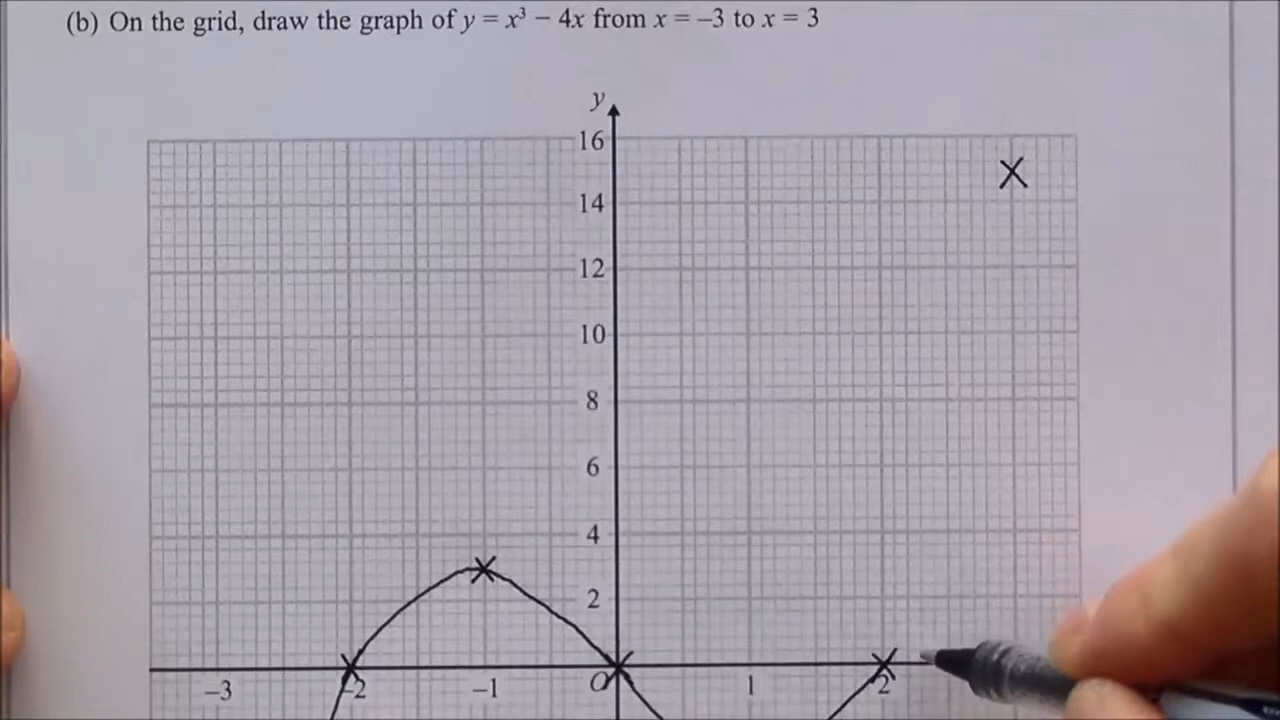 (b) On the grid, draw the graph of y = x³ − 4x from x = –3 to x = 3
y
16
14
12
10
8
6
4
2
–3 –2 –1 O 1 2